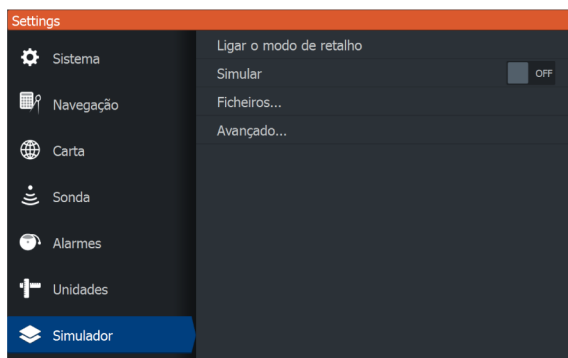 Settings
Sistema
Navegação
Carta
Sonda
Alarmes
Unidades
Simulador
Ligar o modo de retalho
Simular OFF
Ficheiros...
Avançado...